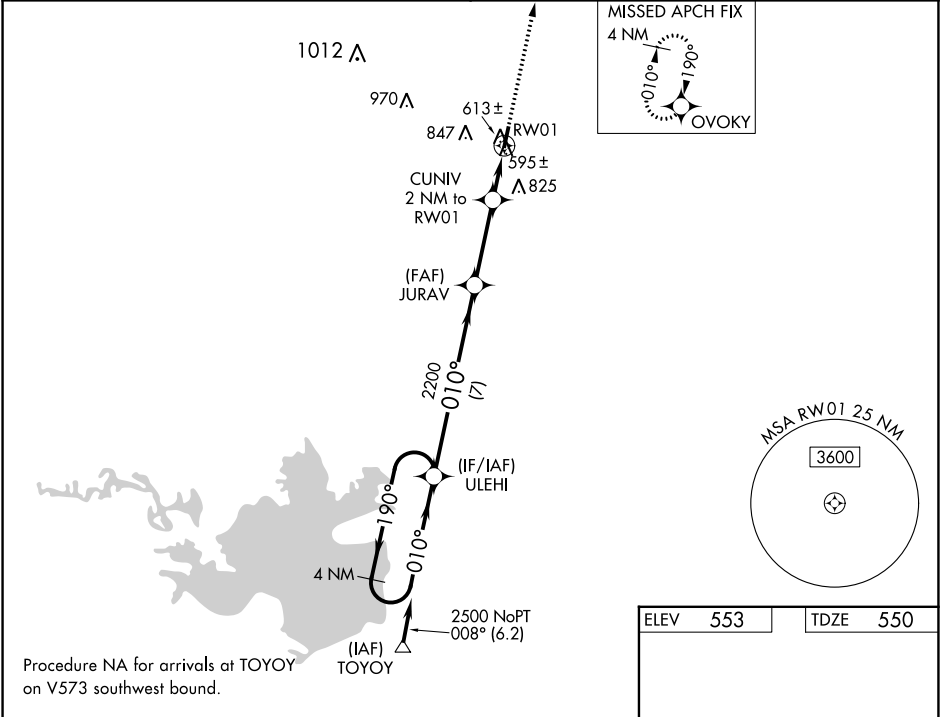 MISSED APCH FIX
4 NM
010°
190°
OVOKY
1012
970
613±
847
RW01
595±
825
CUNIV
2 NM to
RW01
(FAF)
JURAV
2200
010°
(7)
MSA RW01 25 NM
3600
(IF/IAF)
ULEHI
190°
010°
4 NM
2500 NoPT
008° (6.2)
(IAF)
TOYOY
ELEV 553
TDZE 550
Procedure NA for arrivals at TOYOY
on V573 southwest bound.